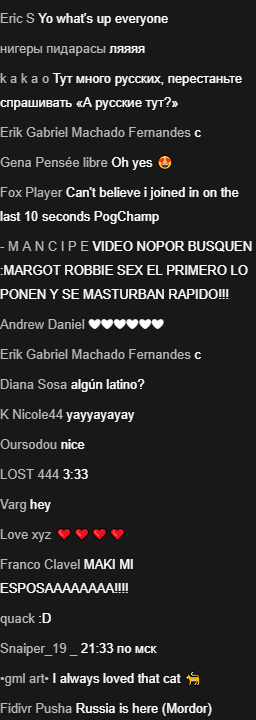 Eric S Yo what's up everyone
нигеры пидарасы ляяяя
k a k a o Тут много русских, перестаньте
спрашивать «А русские тут?»
Erik Gabriel Machado Fernandes c
Gena Pensée libre Oh yes 🤩
Fox Player Can't believe i joined in on the
last 10 seconds PogChamp
- M A N C I P E VIDEO NOPOR BUSQUEN
:MARGOT ROBBIE SEX EL PRIMERO LO
PONEN Y SE MASTURBAN RAPIDO!!!
Andrew Daniel 🤍🤍🤍🤍🤍🤍
Erik Gabriel Machado Fernandes c
Diana Sosa algún latino?
K Nicole44 yayyayayay
Oursodou nice
LOST 444 3:33
Varg hey
Love xyz ❤️ ❤️ ❤️ ❤️
Franco Clavel MAKI MI
ESPOSAAAAAAAA!!!!
quack :D
Snaiper_19 _ 21:33 по мск
•gml art• I always loved that cat 🐈
Fidivr Pusha Russia is here (Mordor)